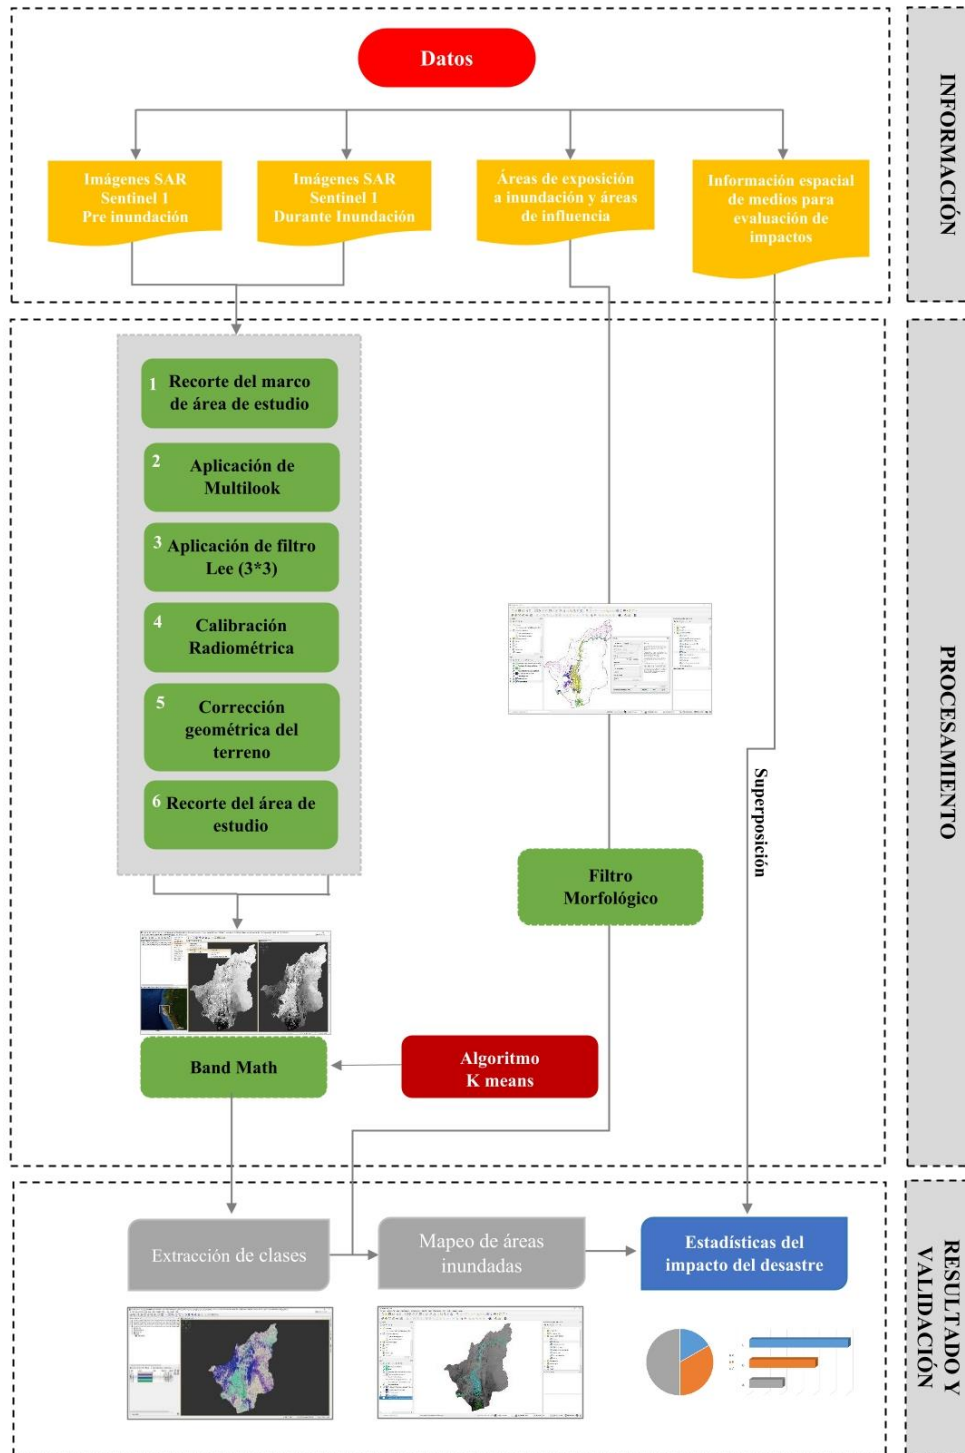 Datos
INFORMACIÓN
Imágenes SAR
Sentinel 1
Pre inundación
Imágenes SAR
Sentinel 1
Durante Inundación
Áreas de exposición
a inundación y áreas
de influencia
Información espacial
de medios para
evaluación de
impactos
PROCESAMIENTO
1
Recorte del marco
de área de estudio
2
Aplicación de
Multilook
3
Aplicación de filtro
Lee (3*3)
4
Calibración
Radiométrica
5
Corrección
geométrica del
terreno
6
Recorte del área de
estudio
Superposición
Filtro
Morfológico
Band Math
Algoritmo
K means
RESULTADO Y
VALIDACIÓN
Extracción de clases
Mapeo de áreas
inundadas
Estadísticas del
impacto del desastre